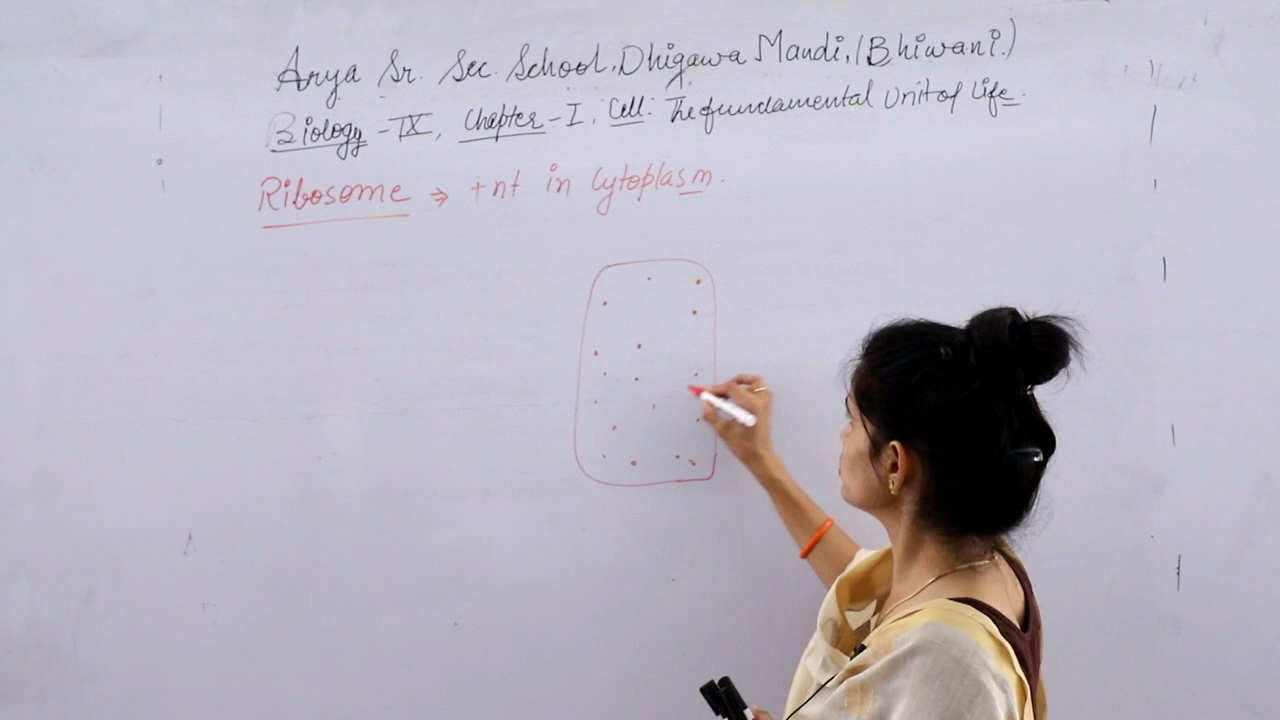 Arya Sr. Sec. School, Dhigawa Mandi, (Bhiwani.)
Biology - IX, Chapter - I, Cell: The fundamental Unit of Life.
Ribosome → +nt in Cytoplasm.